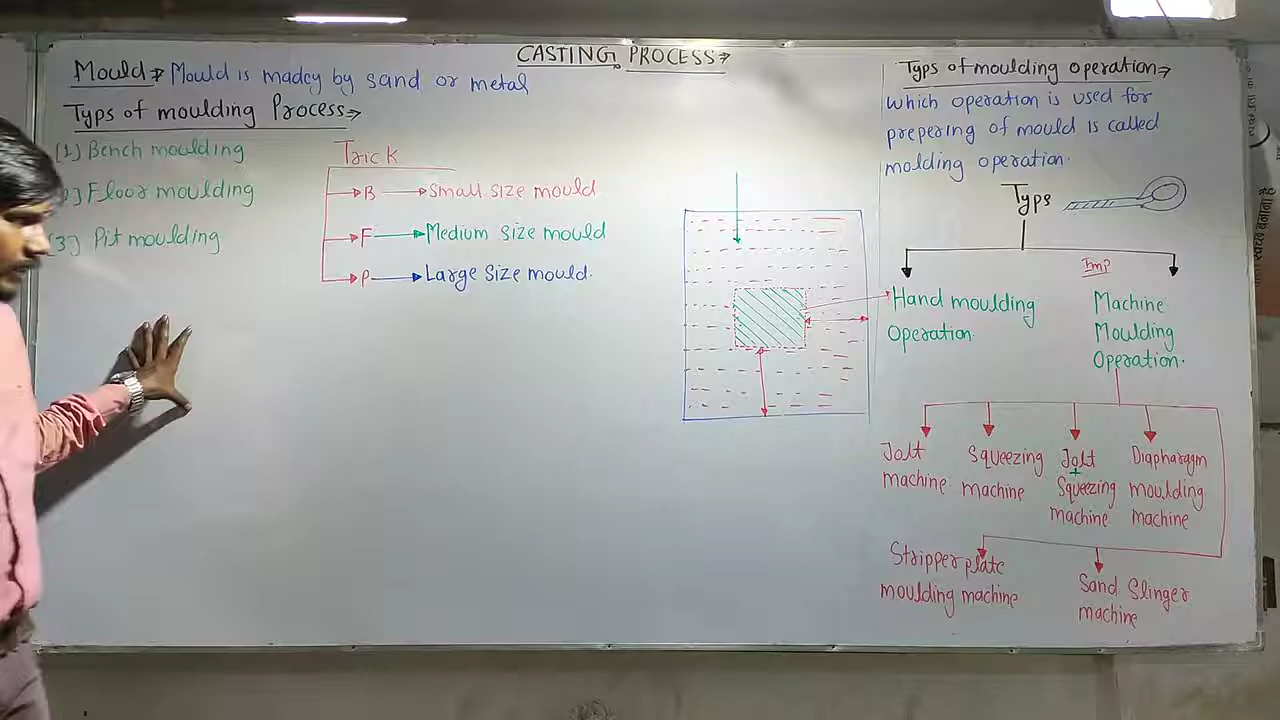 CASTING PROCESS
Mould Mould is madey by sand or metal
Typs of moulding Process
(1) Bench moulding
) Floor moulding
(3) Pit moulding
Trick
B Small size mould
F Medium size mould
P Large size mould.
Typs of moulding operation
Which operation is used for
prepering of mould is called
molding operation.
Typs
Imp
Hand moulding
Operation.
Machine
Moulding
Operation.
Jolt
machine
Squeezing
machine
Jolt
+
Squeezing
machine
Diapharagm
moulding
machine
Stripper plate
moulding machine
Sand Slinger
machine